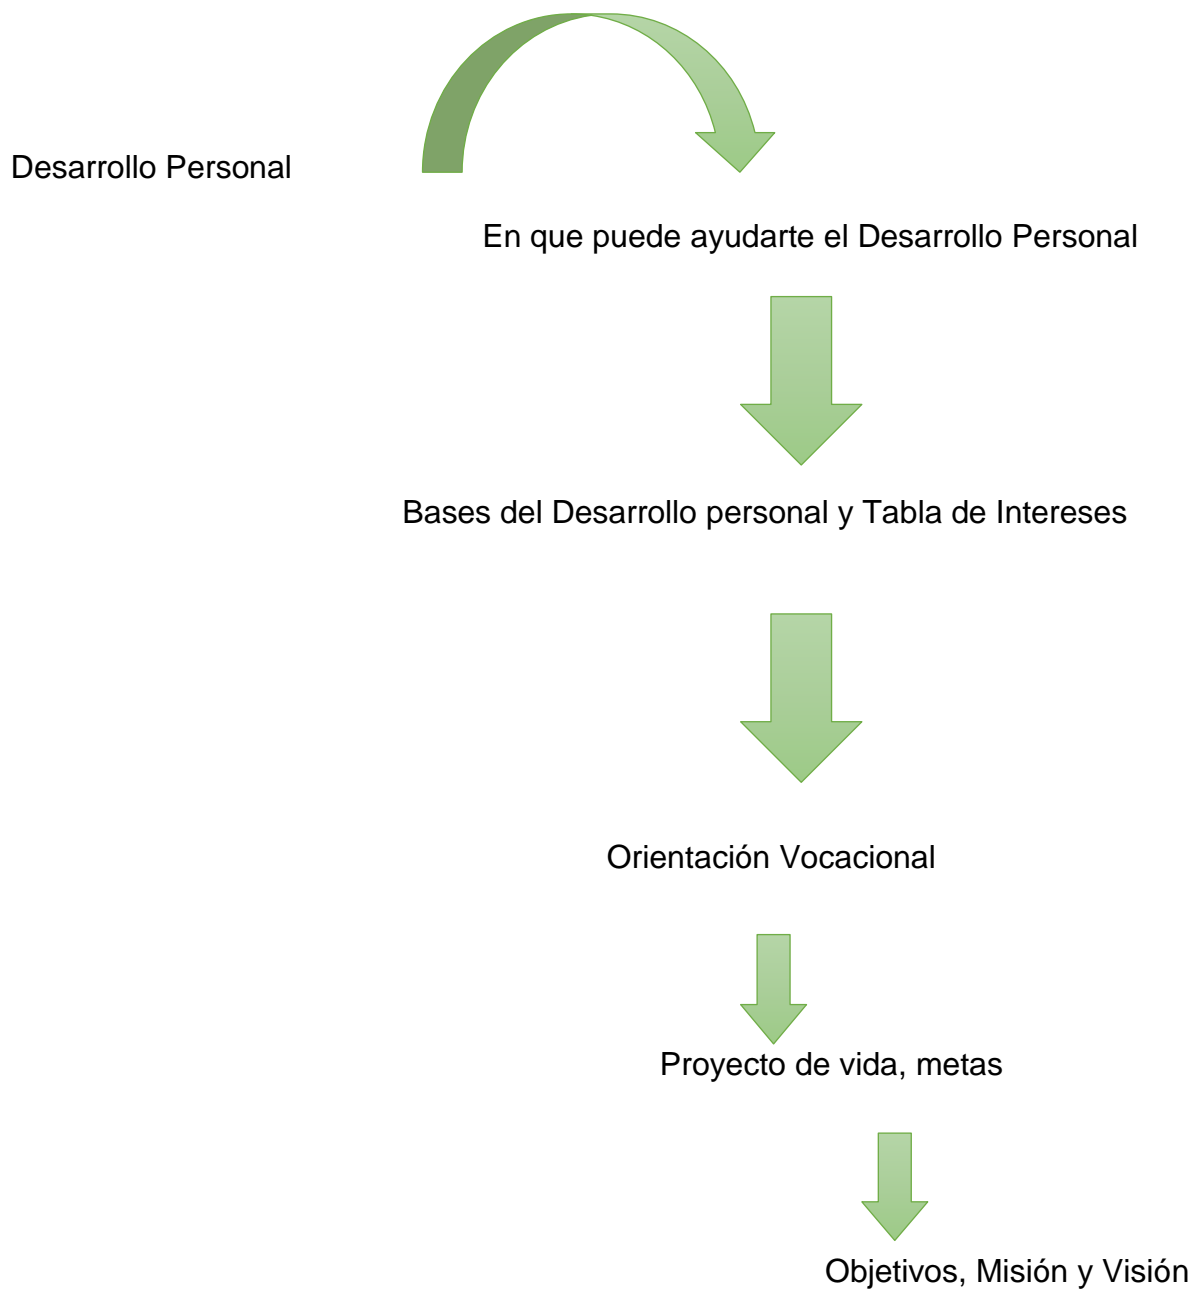 Desarrollo Personal
En que puede ayudarte el Desarrollo Personal
Bases del Desarrollo personal y Tabla de Intereses
Orientación Vocacional
Proyecto de vida, metas
Objetivos, Misión y Visión